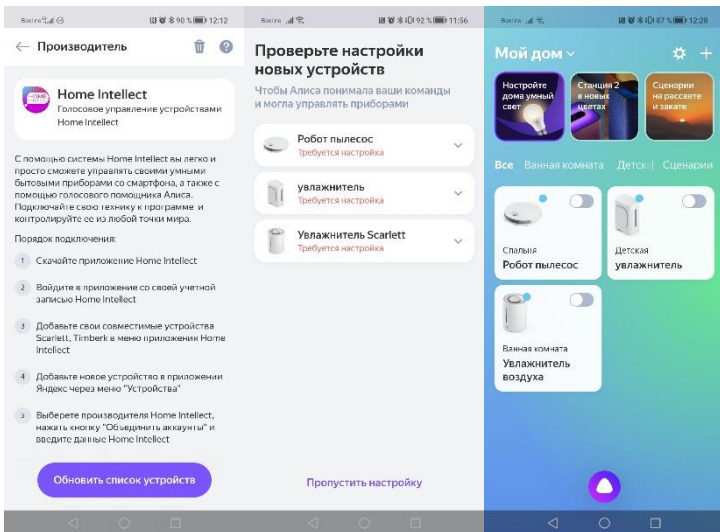 90 % 12:12
← Производитель
Home Intellect
Голосовое управление устройствами
Home Intellect
С помощью системы Home Intellect вы легко и
просто сможете управлять своими умными
бытовыми приборами со смартфона, а также с
помощью голосового помощника Алиса.
Подключайте свою технику к программе и
контролируйте ее из любой точки мира.
Порядок подключения:
1 Скачайте приложение Home Intellect
2 Войдите в приложение со своей учетной
записью Home Intellect
3 Добавьте свои совместимые устройства
Scarlett, Timberk в меню приложения Home
Intellect
4 Добавьте новое устройство в приложении
Яндекс через меню "Устройства"
5 Выберете производителя Home Intellect,
нажать кнопку "Объединить аккаунты" и
введите данные Home Intellect
Обновить список устройств
92 % 11:56
Проверьте настройки
новых устройств
Чтобы Алиса понимала ваши команды
и могла управлять приборами
Робот пылесос
Требуется настройка
увлажнитель
Требуется настройка
Увлажнитель Scarlett
Требуется настройка
Пропустить настройку
87 % 12:28
Мой дом
Настройте
дома умный
свет
Станция 2
в новых
цветах
Сценарии
на рассвете
и закате
Все Ванная комната Детск Сценарии
Спальня
Робот пылесос
Детская
увлажнитель
Ванная комната
Увлажнитель
воздуха